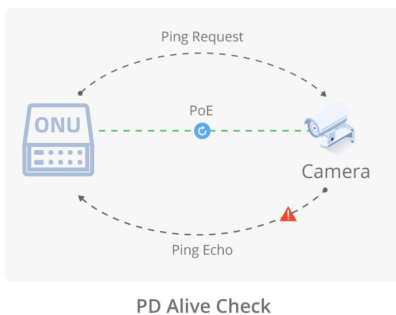 Ping Request
PoE
ONU
Camera
Ping Echo
PD Alive Check